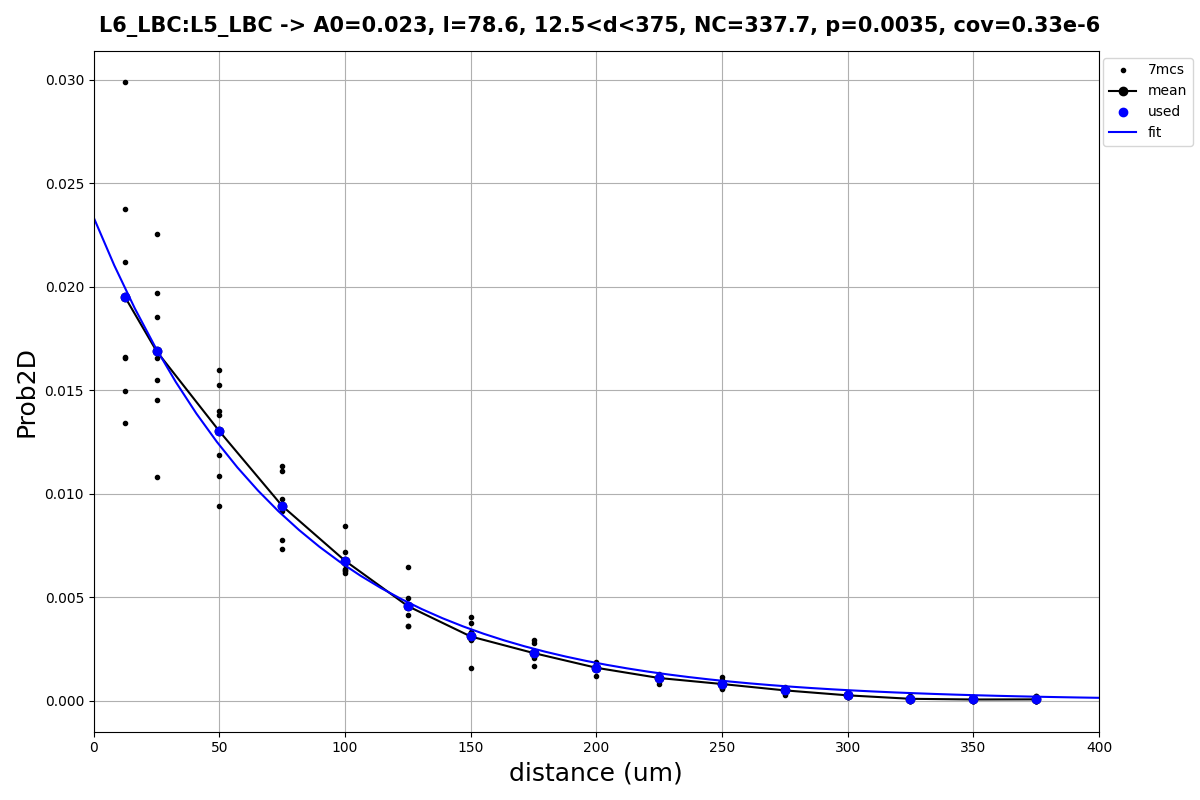 L6_LBC:L5_LBC -> A0=0.023, l=78.6, 12.5<d<375, NC=337.7, p=0.0035, cov=0.33e-6
7mcs
mean
used
fit
0.030
0.025
0.020
0.015
0.010
0.005
0.000
Prob2D
0 50 100 150 200 250 300 350 400
distance (um)